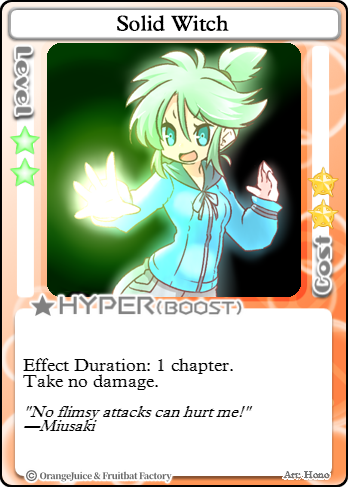 Solid Witch
Level
Cost
HYPER(BOOST)
Effect Duration: 1 chapter.
Take no damage.
"No flimsy attacks can hurt me!"
—Miusaki
© OrangeJuice & Fruitbat Factory
Art: Hono